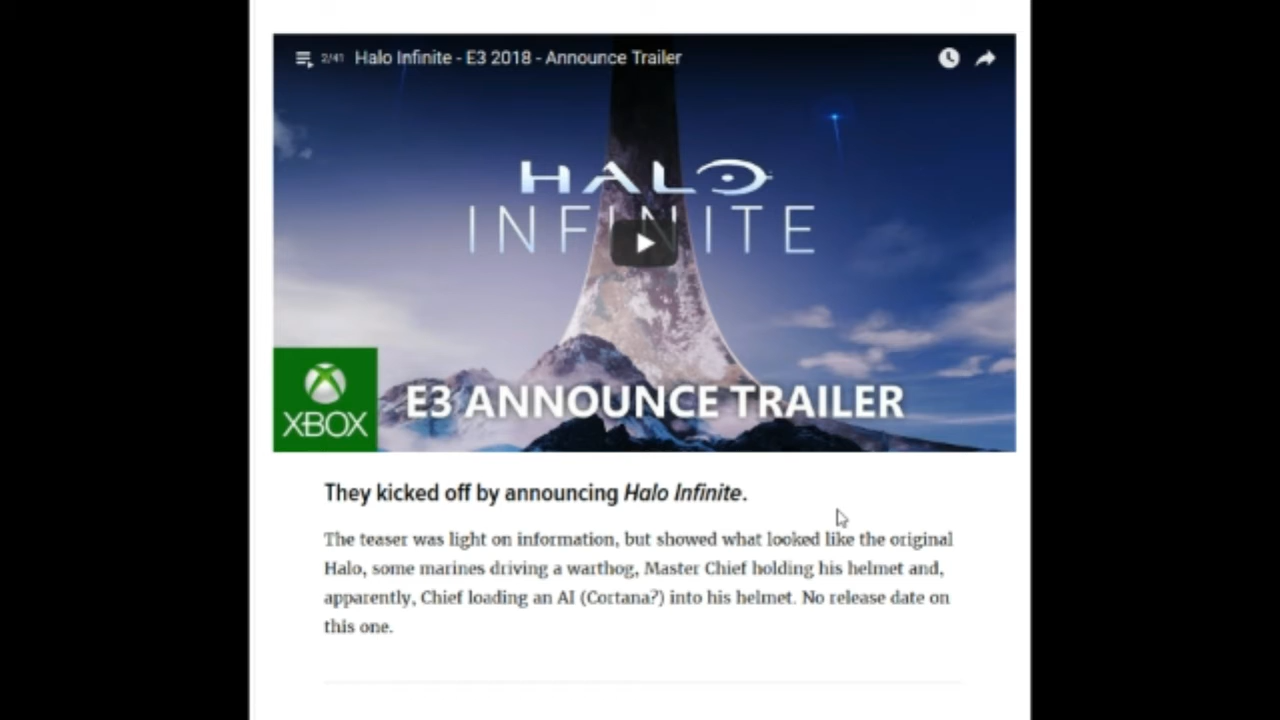 2/41 Halo Infinite - E3 2018 - Announce Trailer
HALO
INFINITE
XBOX
E3 ANNOUNCE TRAILER
They kicked off by announcing Halo Infinite.
The teaser was light on information, but showed what looked like the original
Halo, some marines driving a warthog, Master Chief holding his helmet and,
apparently, Chief loading an AI (Cortana?) into his helmet. No release date on
this one.